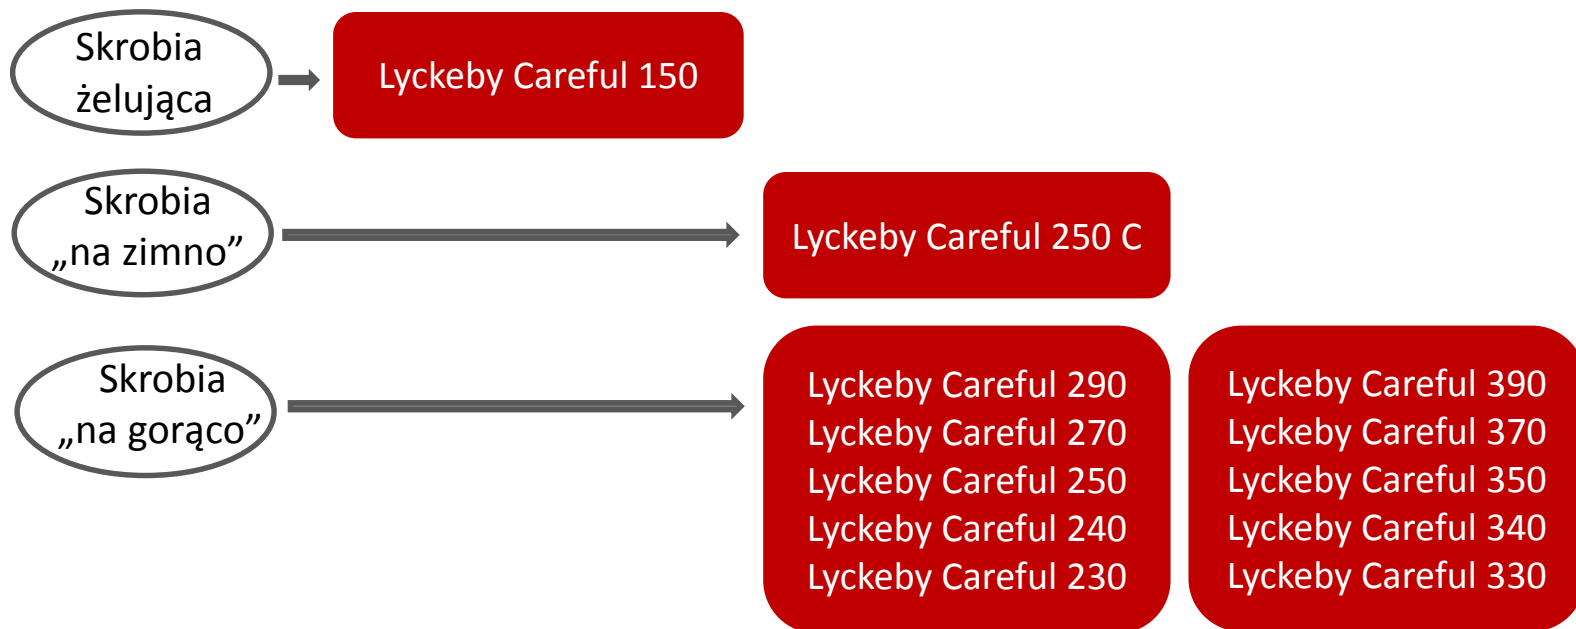 Skrobia
żelująca
Lyckeby Careful 150
Skrobia
„na zimno”
Lyckeby Careful 250 C
Skrobia
„na gorąco”
Lyckeby Careful 290
Lyckeby Careful 270
Lyckeby Careful 250
Lyckeby Careful 240
Lyckeby Careful 230
Lyckeby Careful 390
Lyckeby Careful 370
Lyckeby Careful 350
Lyckeby Careful 340
Lyckeby Careful 330